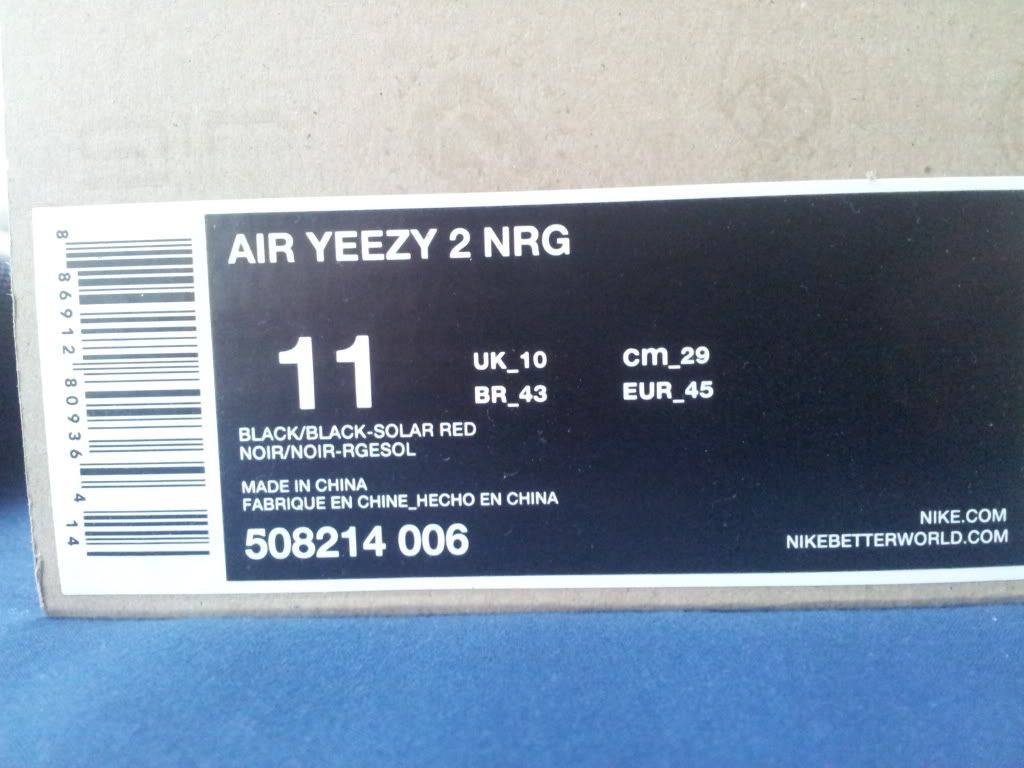 AIR YEEZY 2 NRG
11
UK_10
cm_29
BR_43
EUR_45
BLACK/BLACK-SOLAR RED
NOIR/NOIR-RGESOL
MADE IN CHINA
FABRIQUE EN CHINE_HECHO EN CHINA
508214 006
NIKE.COM
NIKEBETTERWORLD.COM
8 86912 80936 4 14